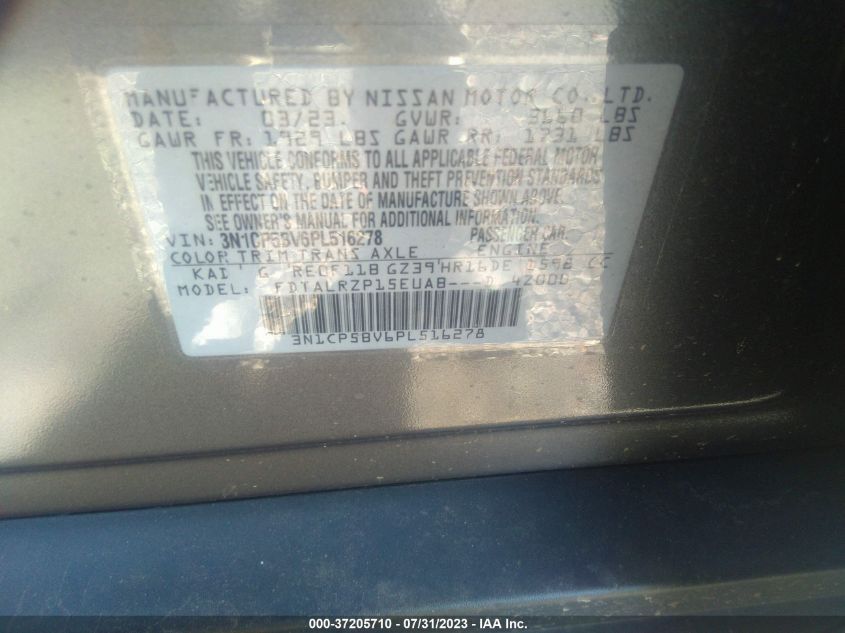 MANUFACTURED BY NISSAN MOTOR CO., LTD.
DATE: 03/23. GVWR: 3660 LBS
GAWR FR: 1929 LBS GAWR RR: 1731 LBS
THIS VEHICLE CONFORMS TO ALL APPLICABLE FEDERAL MOTOR
VEHICLE SAFETY, BUMPER AND THEFT PREVENTION STANDARDS
IN EFFECT ON THE DATE OF MANUFACTURE SHOWN ABOVE.
SEE OWNER'S MANUAL FOR ADDITIONAL INFORMATION.
VIN: 3N1CP5BV6PL516278 PASSENGER CAR
COLOR TRIM TRANS AXLE ENGINE
KAI G RE0F11B GZ39 HR16DE 1598 CC
MODEL: FDTALRZP15EUAB---D 42000
3N1CP5BV6PL516278
000-37205710 - 07/31/2023 - IAA Inc.